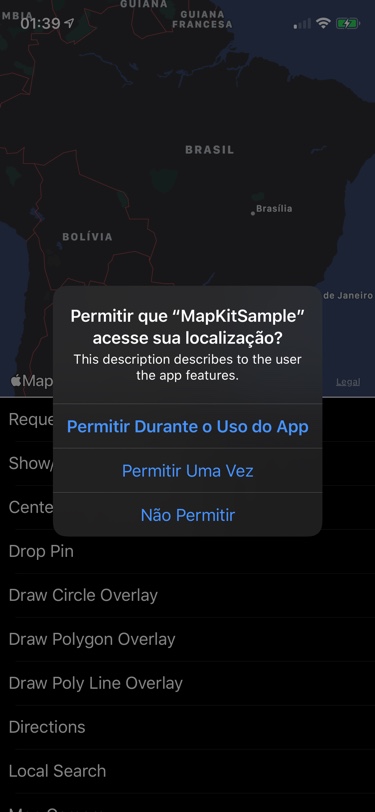 GUIANA
MBIA
01:39
GUIANA
FRANCESA
BRASIL
Brasília
BOLÍVIA
de Janeiro
Permitir que “MapKitSample”
acesse sua localização?
This description describes to the user
the app features.
Maps
Legal
Permitir Durante o Uso do App
Reque
Permitir Uma Vez
Show/
Não Permitir
Cente
Drop Pin
Draw Circle Overlay
Draw Polygon Overlay
Draw Poly Line Overlay
Directions
Local Search